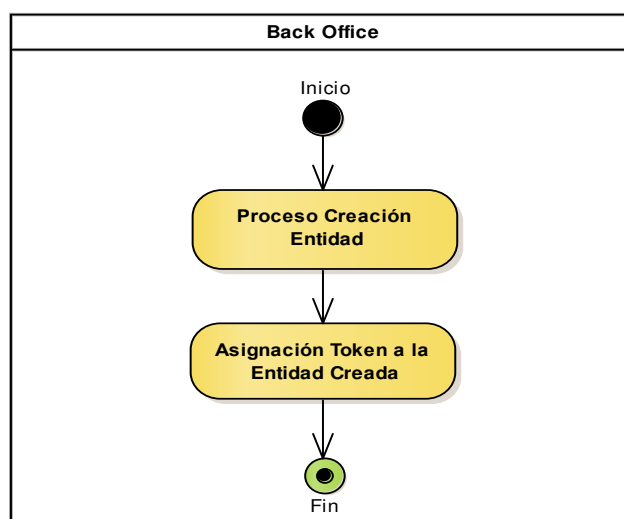 Back Office
Inicio
Proceso Creación
Entidad
Asignación Token a la
Entidad Creada
Fin